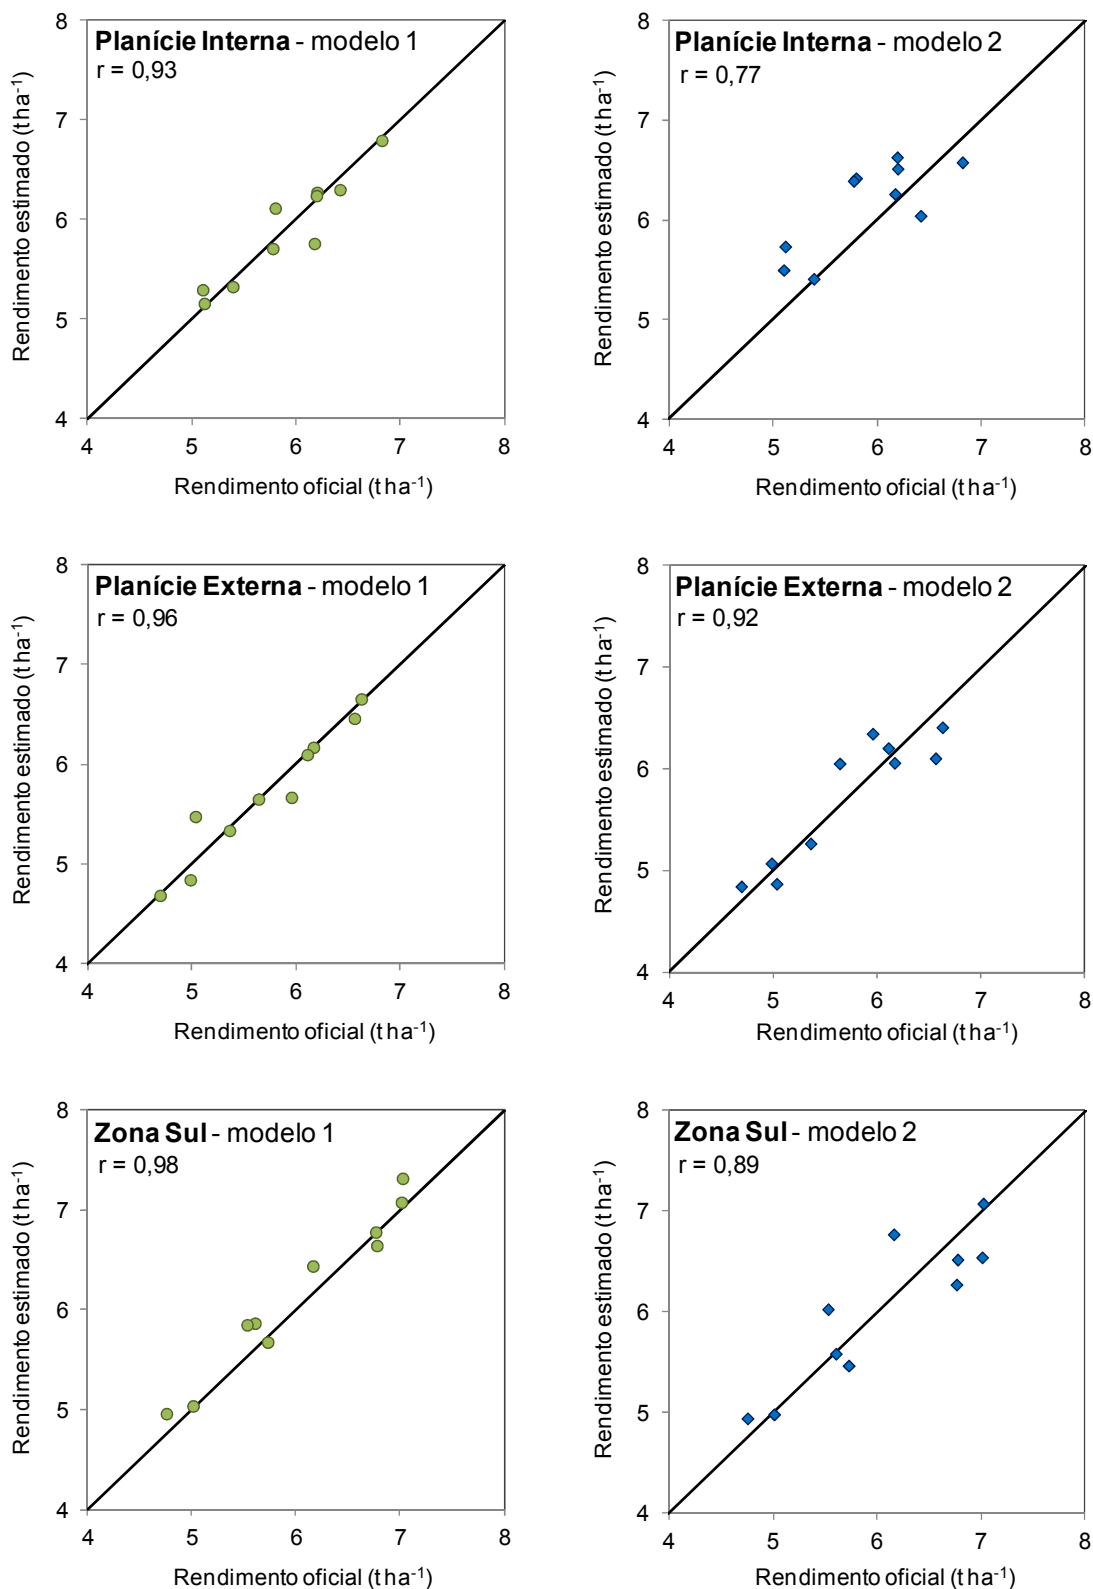 Planície Interna - modelo 1
r = 0,93
Rendimento estimado (t ha-1)
8
7
6
5
4
4 5 6 7 8
Rendimento oficial (t ha-1)
Planície Interna - modelo 2
r = 0,77
Rendimento estimado (t ha-1)
8
7
6
5
4
4 5 6 7 8
Rendimento oficial (t ha-1)
Planície Externa - modelo 1
r = 0,96
Rendimento estimado (t ha-1)
8
7
6
5
4
4 5 6 7 8
Rendimento oficial (t ha-1)
Planície Externa - modelo 2
r = 0,92
Rendimento estimado (t ha-1)
8
7
6
5
4
4 5 6 7 8
Rendimento oficial (t ha-1)
Zona Sul - modelo 1
r = 0,98
Rendimento estimado (t ha-1)
8
7
6
5
4
4 5 6 7 8
Rendimento oficial (t ha-1)
Zona Sul - modelo 2
r = 0,89
Rendimento estimado (t ha-1)
8
7
6
5
4
4 5 6 7 8
Rendimento oficial (t ha-1)